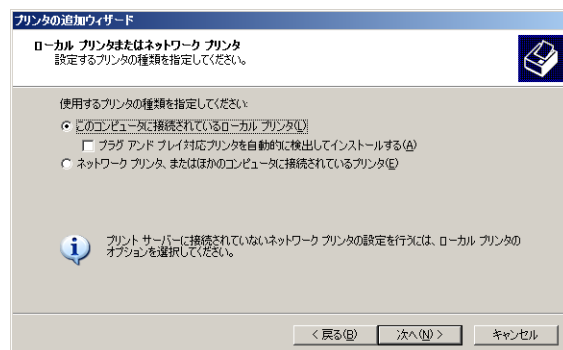 プリンタの追加ウィザード
ローカル プリンタまたはネットワーク プリンタ
設定するプリンタの種類を指定してください。
使用するプリンタの種類を指定してください:
このコンピュータに接続されているローカル プリンタ(L)
プラグ アンド プレイ対応プリンタを自動的に検出してインストールする(A)
ネットワーク プリンタ、またはほかのコンピュータに接続されているプリンタ(E)
プリント サーバーに接続されていないネットワーク プリンタの設定を行うには、ローカル プリンタの
オプションを選択してください。
< 戻る(B) 次へ(N) > キャンセル